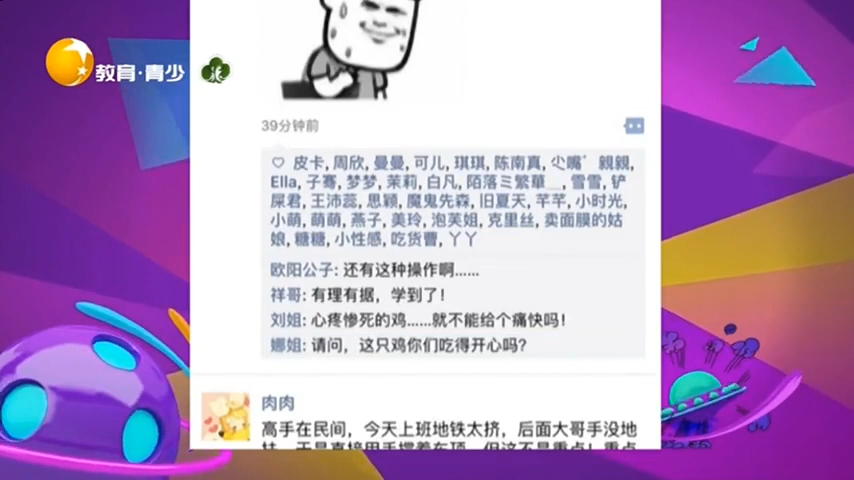 教育·青少
39分钟前
皮卡, 周欣, 曼曼, 可儿, 琪琪, 陈南真, 尐嘴゛親親,
Ella, 子骞, 梦梦, 茉莉, 白凡, 陌落ミ繁華__, 雪雪, 铲
屎君, 王沛蕊, 思颖, 魔鬼先森, 旧夏天, 芊芊, 小时光,
小萌, 萌萌, 燕子, 美玲, 泡芙姐, 克里丝, 卖面膜的姑
娘, 糖糖, 小性感, 吃货曹, 丫丫
欧阳公子: 还有这种操作啊……
祥哥: 有理有据，学到了！
刘姐: 心疼惨死的鸡……就不能给个痛快吗！
娜姐: 请问，这只鸡你们吃得开心吗？
肉肉
高手在民间，今天上班地铁太挤，后面大哥手没地